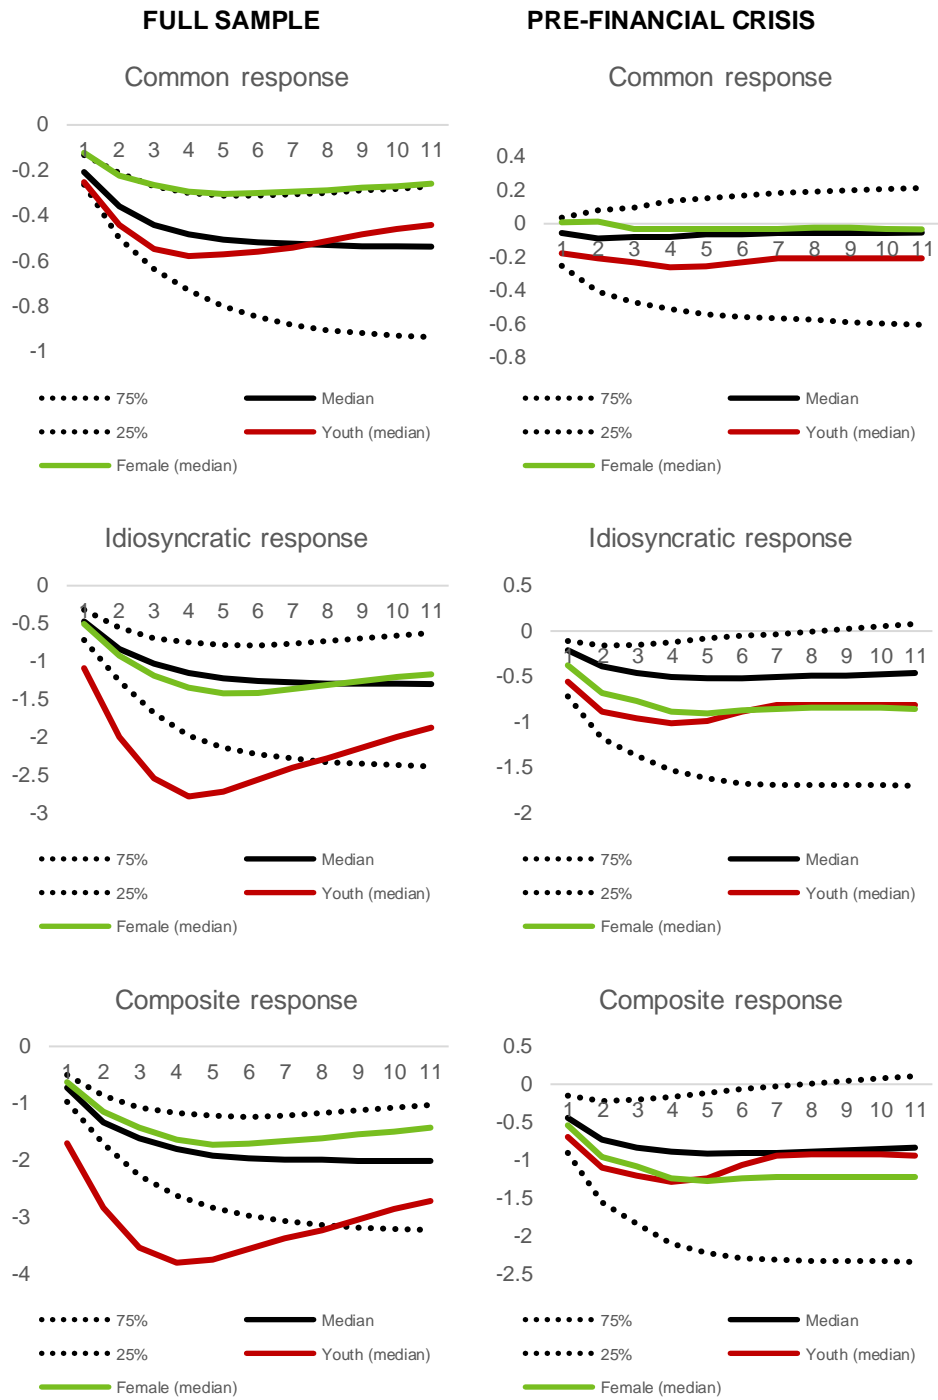 FULL SAMPLE
PRE-FINANCIAL CRISIS
Common response
0
1 2 3 4 5 6 7 8 9 10 11
-0.2
-0.4
-0.6
-0.8
-1
75% Median
25% Youth (median)
Female (median)
Common response
0.4
0.2
0
1 2 3 4 5 6 7 8 9 10 11
-0.2
-0.4
-0.6
-0.8
75% Median
25% Youth (median)
Female (median)
Idiosyncratic response
0
1 2 3 4 5 6 7 8 9 10 11
-0.5
-1
-1.5
-2
-2.5
-3
75% Median
25% Youth (median)
Female (median)
Idiosyncratic response
0.5
0
1 2 3 4 5 6 7 8 9 10 11
-0.5
-1
-1.5
-2
75% Median
25% Youth (median)
Female (median)
Composite response
0
1 2 3 4 5 6 7 8 9 10 11
-1
-2
-3
-4
75% Median
25% Youth (median)
Female (median)
Composite response
0.5
0
1 2 3 4 5 6 7 8 9 10 11
-0.5
-1
-1.5
-2
-2.5
75% Median
25% Youth (median)
Female (median)